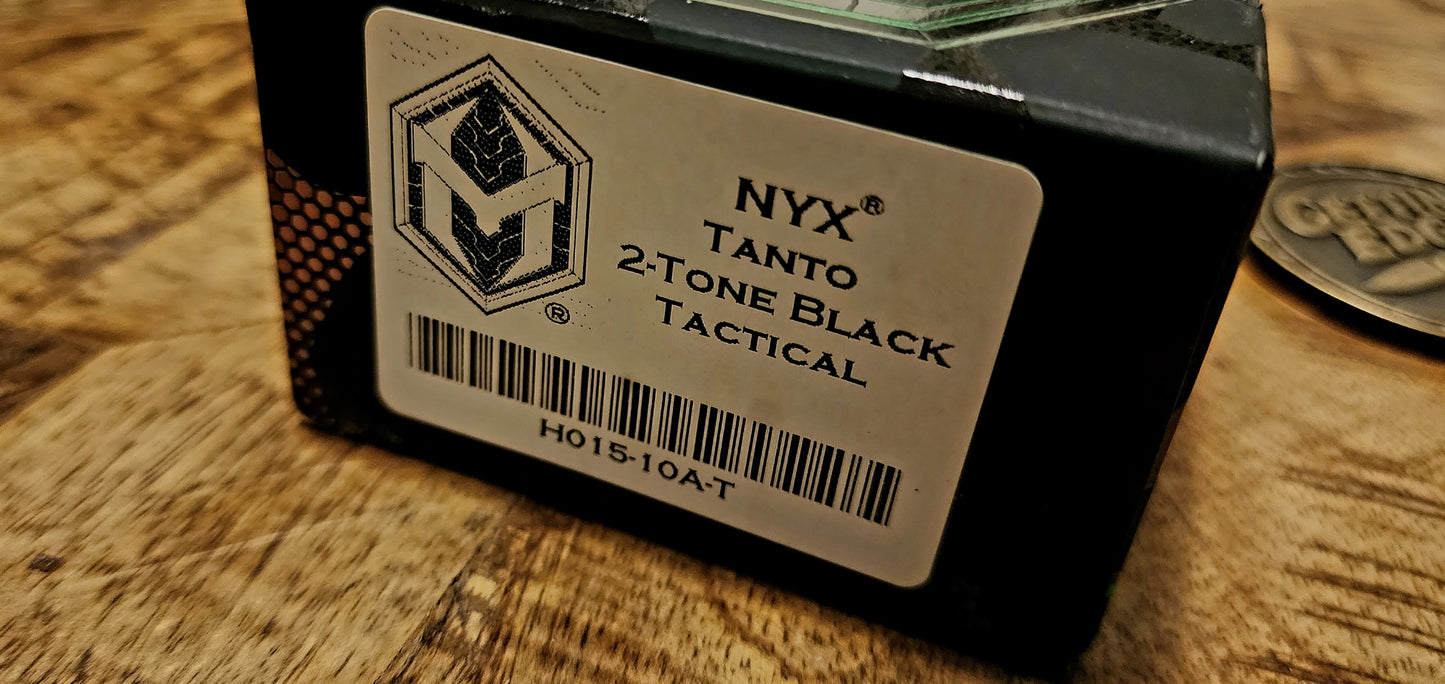 NYX®
TANTO
2-TONE BLACK
TACTICAL
®
H015-10A-T